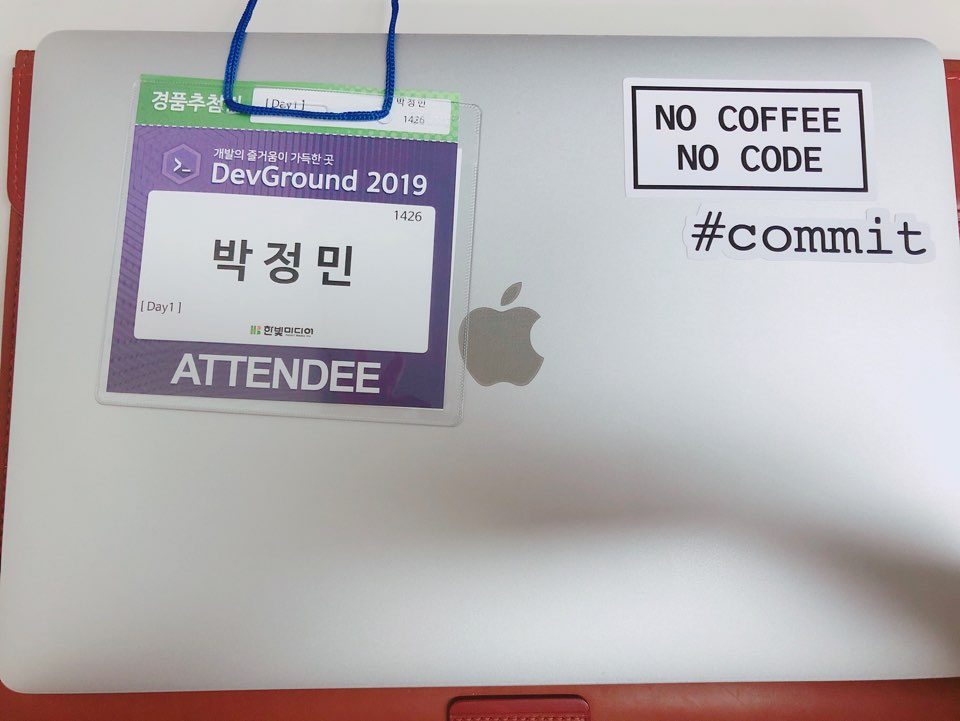 경품추첨
[Day1]
박정민
1426
개발의 즐거움이 가득한 곳
DevGround 2019
1426
박정민
[Day1]
한빛미디어
ATTENDEE
NO COFFEE
NO CODE
#commit